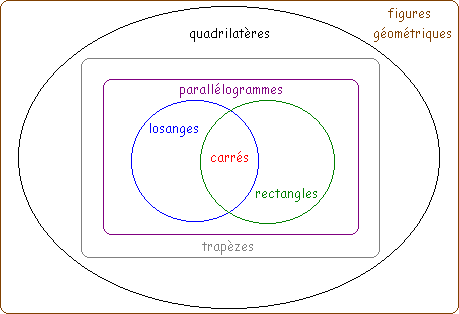 figures
géométriques
quadrilatères
parallélogrammes
losanges
carrés
rectangles
trapèzes